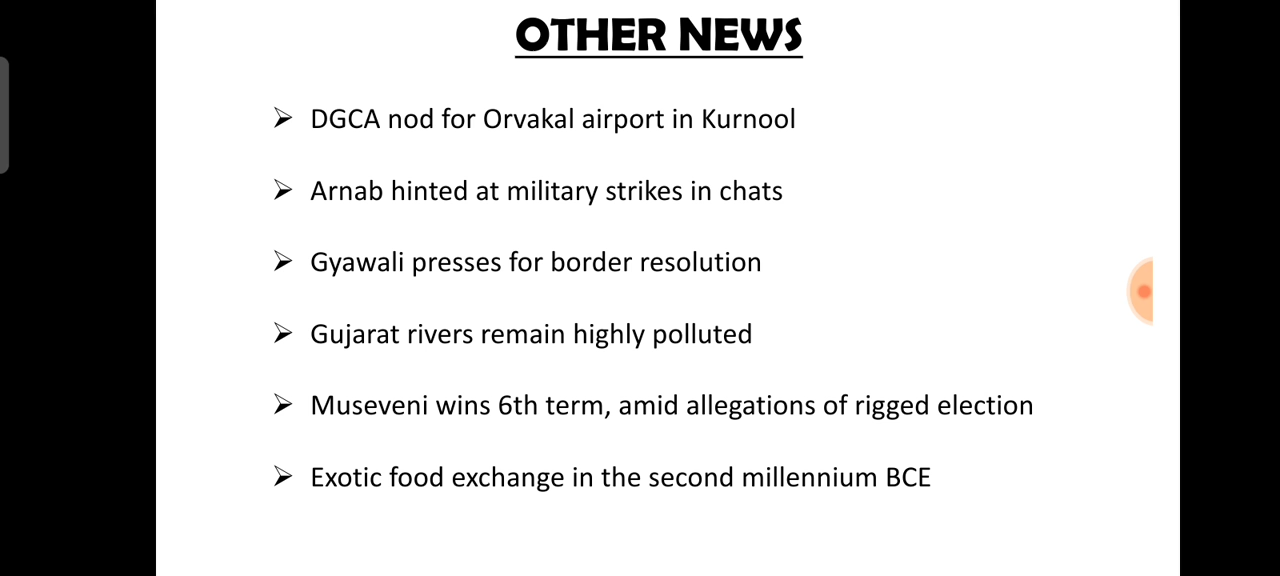 OTHER NEWS
➢ DGCA nod for Orvakal airport in Kurnool
➢ Arnab hinted at military strikes in chats
➢ Gyawali presses for border resolution
➢ Gujarat rivers remain highly polluted
➢ Museveni wins 6th term, amid allegations of rigged election
➢ Exotic food exchange in the second millennium BCE